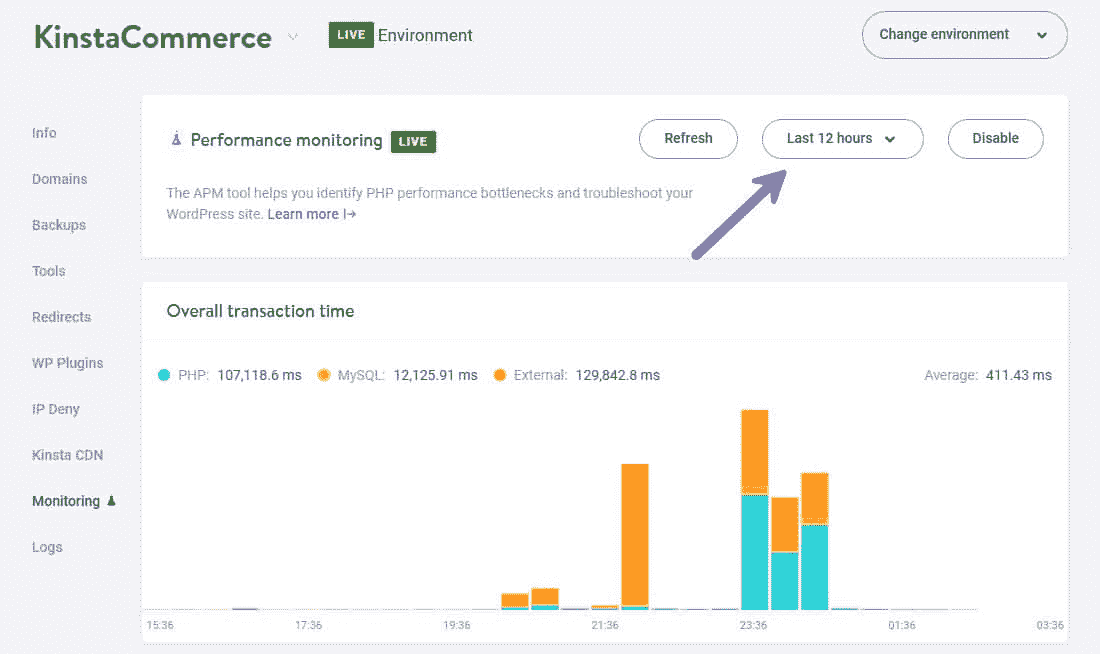 KinstaCommerce
LIVE Environment
Change environment
Info
Domains
Backups
Tools
Redirects
WP Plugins
IP Deny
Kinsta CDN
Monitoring
Logs
Performance monitoring LIVE
Refresh
Last 12 hours
Disable
The APM tool helps you identify PHP performance bottlenecks and troubleshoot your
WordPress site. Learn more
Overall transaction time
PHP: 107,118.6 ms MySQL: 12,125.91 ms External: 129,842.8 ms Average: 411.43 ms
15:36 17:36 19:36 21:36 23:36 01:36 03:36